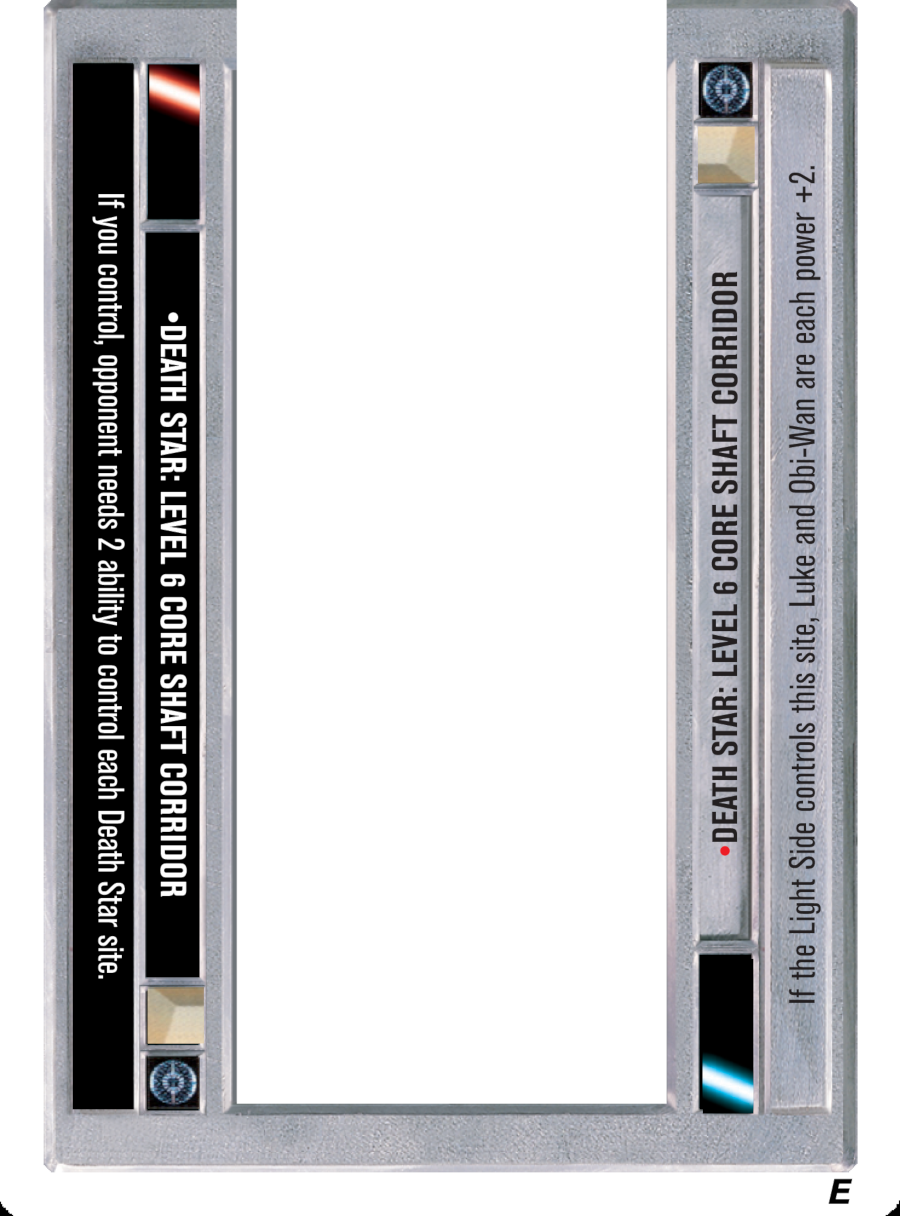 If you control, opponent needs 2 ability to control each Death Star site.
•DEATH STAR: LEVEL 6 CORE SHAFT CORRIDOR
•DEATH STAR: LEVEL 6 CORE SHAFT CORRIDOR
If the Light Side controls this site, Luke and Obi-Wan are each power +2.
E